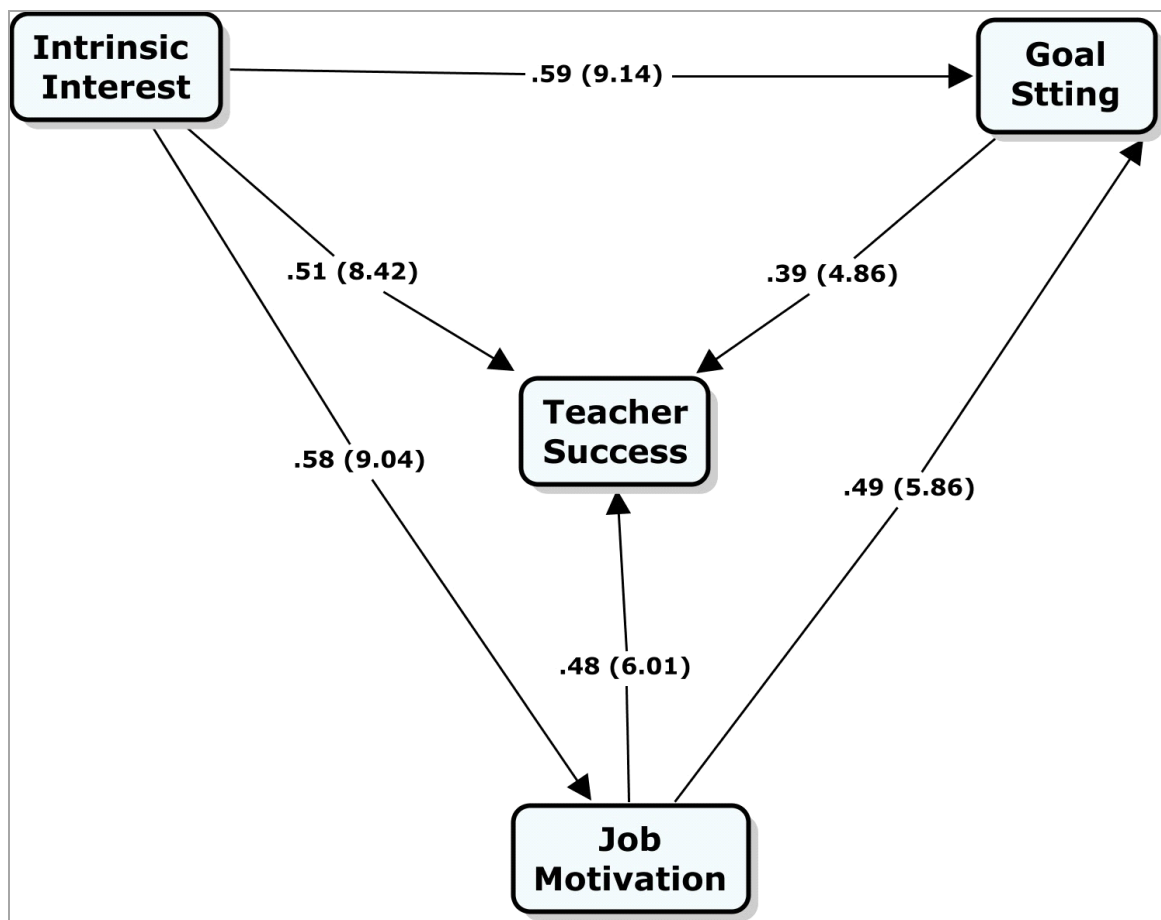 Intrinsic
Interest
.59 (9.14)
Goal
Stting
.51 (8.42)
.39 (4.86)
Teacher
Success
.58 (9.04)
.49 (5.86)
.48 (6.01)
Job
Motivation